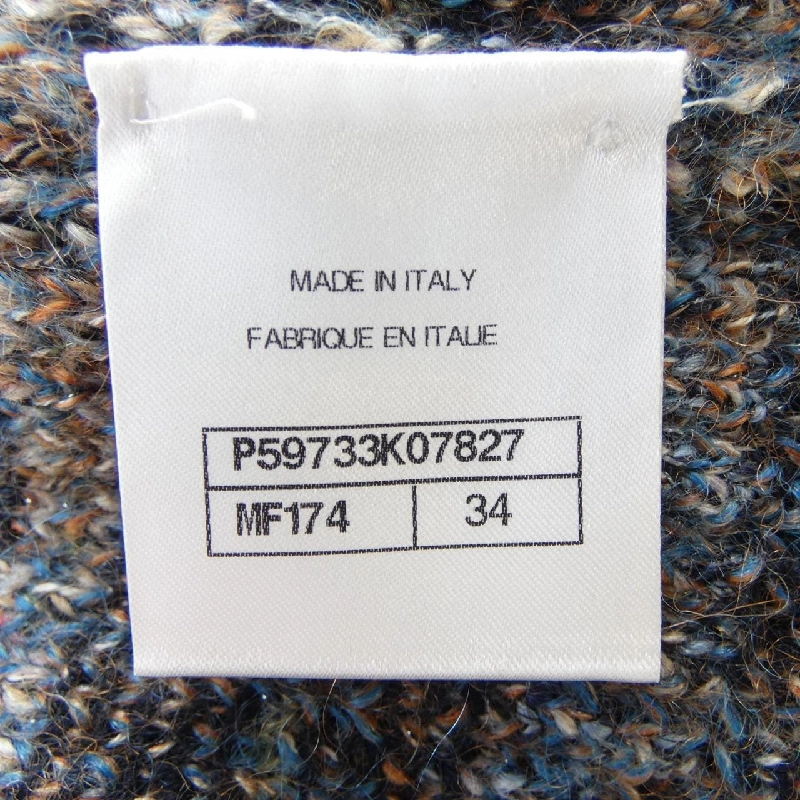 MADE IN ITALY
FABRIQUE EN ITALIE
P59733K07827
MF174 34